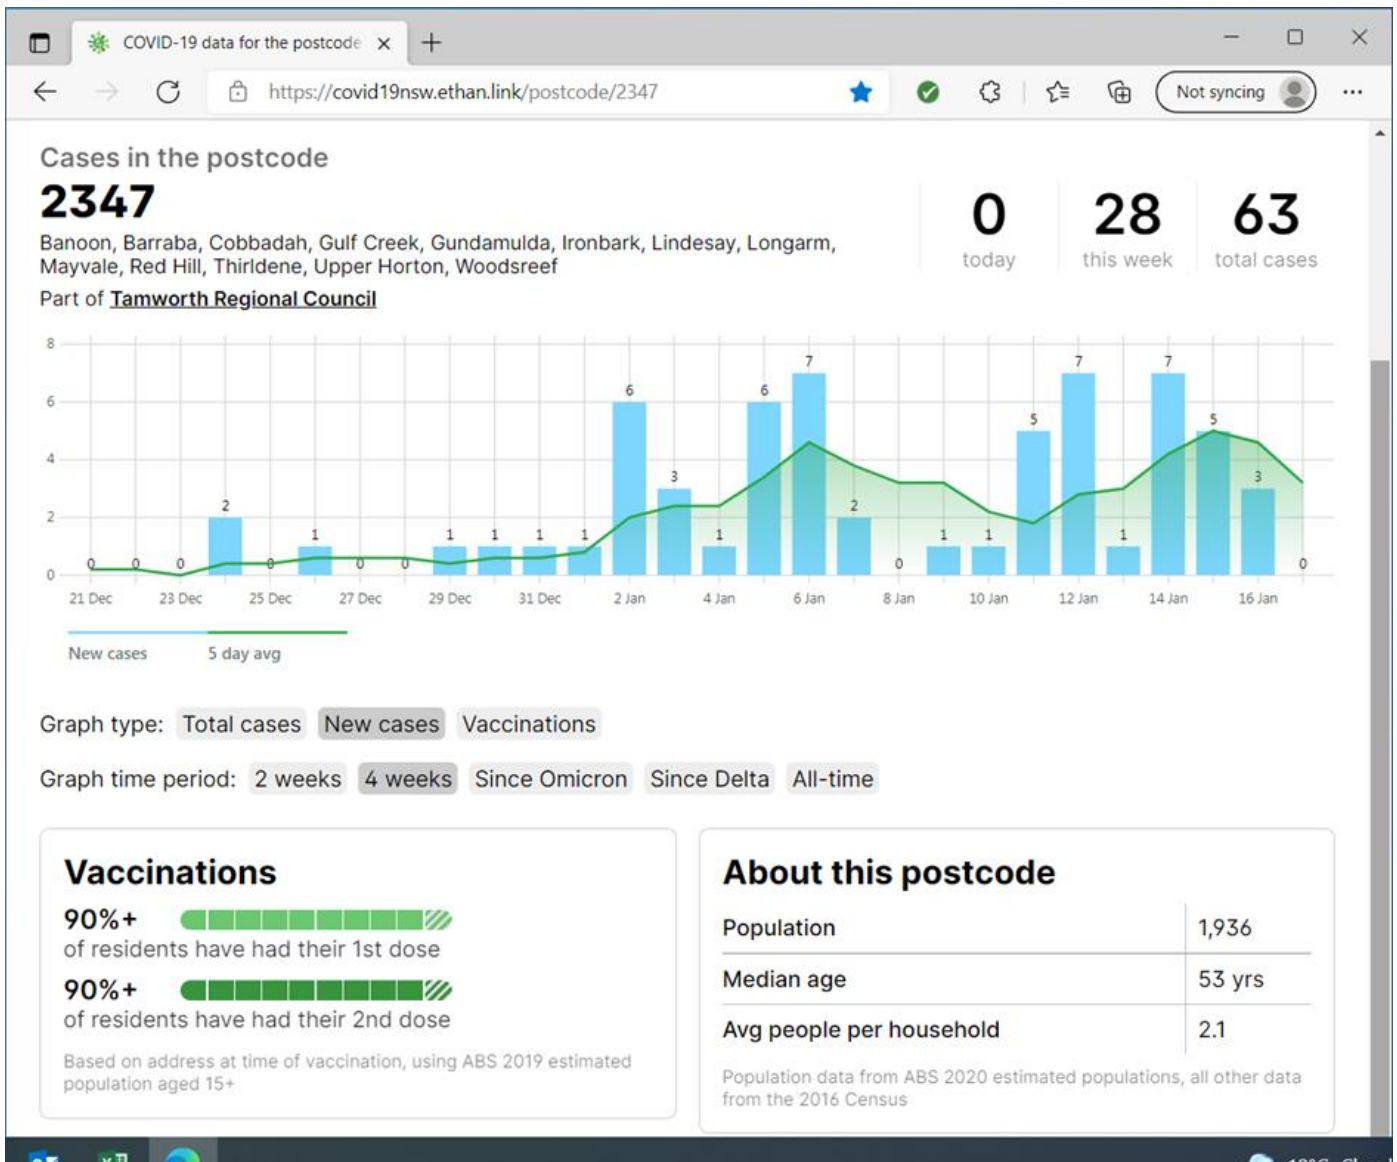 COVID-19 data for the postcode
https://covid19nsw.ethan.link/postcode/2347
Not syncing
Cases in the postcode
2347
Banoon, Barraba, Cobbadah, Gulf Creek, Gundamulda, Ironbark, Lindesay, Longarm,
Mayvale, Red Hill, Thirldene, Upper Horton, Woodsreef
Part of Tamworth Regional Council
0 28 63
today this week total cases
8
6
4
2
0
0 0 0 2 0 1 0 0 1 1 1 1 6 3 1 6 7 2 0 1 1 5 7 1 7 5 3 0
21 Dec 23 Dec 25 Dec 27 Dec 29 Dec 31 Dec 2 Jan 4 Jan 6 Jan 8 Jan 10 Jan 12 Jan 14 Jan 16 Jan
New cases 5 day avg
Graph type: Total cases New cases Vaccinations
Graph time period: 2 weeks 4 weeks Since Omicron Since Delta All-time
Vaccinations
90%+
of residents have had their 1st dose
90%+
of residents have had their 2nd dose
Based on address at time of vaccination, using ABS 2019 estimated
population aged 15+
About this postcode
Population 1,936
Median age 53 yrs
Avg people per household 2.1
Population data from ABS 2020 estimated populations, all other data
from the 2016 Census